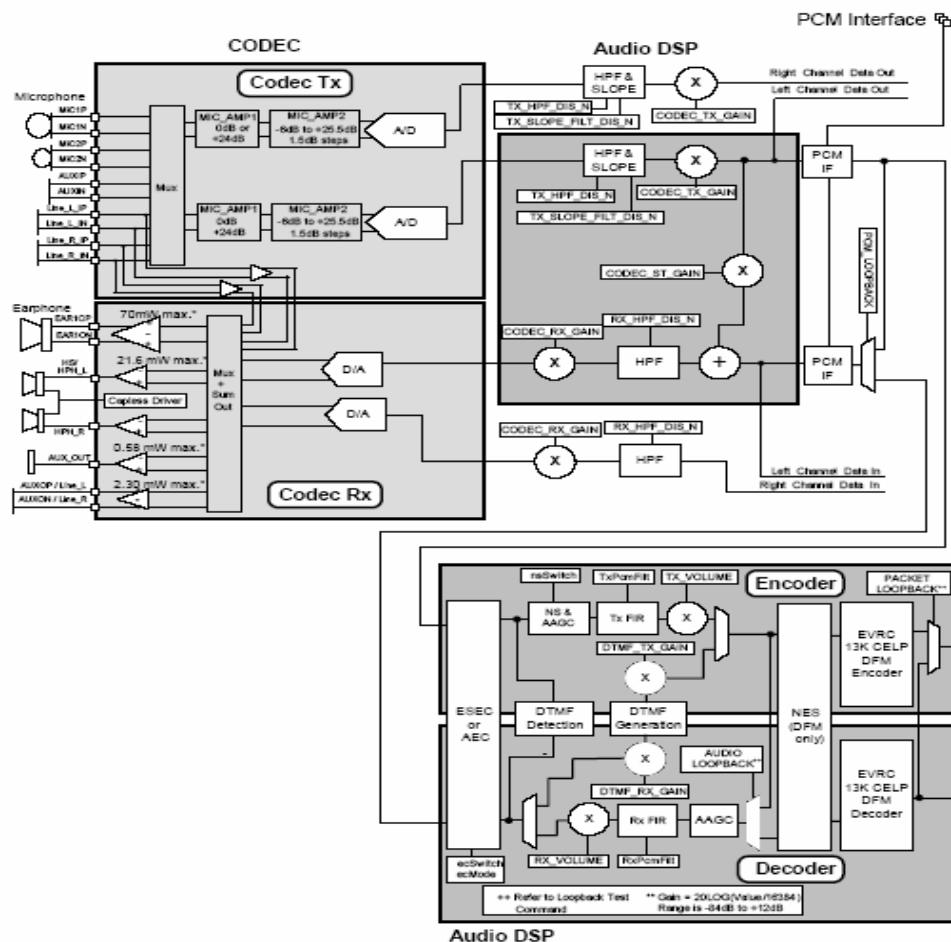 PCM Interface
CODEC
Audio DSP
Codec Tx
Microphone
MIC1P
MIC1N
MIC2P
MIC2N
AUXIP
AUXIN
Line_L_IP
Line_L_IN
Line_R_IP
Line_R_IN
Mux
MIC_AMP1
0dB or
+24dB
MIC_AMP2
-6dB to +25.5dB
1.5dB steps
A/D
MIC_AMP1
0dB
+24dB
MIC_AMP2
-6dB to +25.5dB
1.5dB steps
A/D
HPF &
SLOPE
X
TX_HPF_DIS_N
TX_SLOPE_FILT_DIS_N
CODEC_TX_GAIN
Right Channel Data Out
Left Channel Data Out
HPF &
SLOPE
X
TX_HPF_DIS_N
TX_SLOPE_FILT_DIS_N
CODEC_TX_GAIN
PCM
IF
CODEC_ST_GAIN
X
PCM_LOOPBACK
Earphone
EAR1OP
EAR1ON
HS/
HPH_L
Capless Driver
HPH_R
AUX_OUT
AUXOP / Line_L
AUXON / Line_R
70mW max.*
21.6 mW max.*
0.56 mW max.*
2.30 mW max.*
Mux
+
Sum
Out
D/A
D/A
Codec Rx
CODEC_RX_GAIN
X
RX_HPF_DIS_N
HPF
+
PCM
IF
CODEC_RX_GAIN
X
RX_HPF_DIS_N
HPF
Left Channel Data In
Right Channel Data In
nsSwitch
TxPcmFilt
TX_VOLUME
Encoder
PACKET
LOOPBACK**
NS &
AAGC
Tx FIR
X
DTMF_TX_GAIN
X
EVRC
13K CELP
DFM
Encoder
ESEC
or
AEC
DTMF
Detection
DTMF
Generation
NES
(DFM
only)
X
DTMF_RX_GAIN
AUDIO
LOOPBACK**
EVRC
13K CELP
DFM
Decoder
X
Rx FIR
AAGC
RX_VOLUME
RxPcmFilt
ecSwitch
ecMode
Decoder
++ Refer to Loopback Test
Command
** Gain = 20LOG(Value/16384)
Range is -84dB to +12dB
Audio DSP